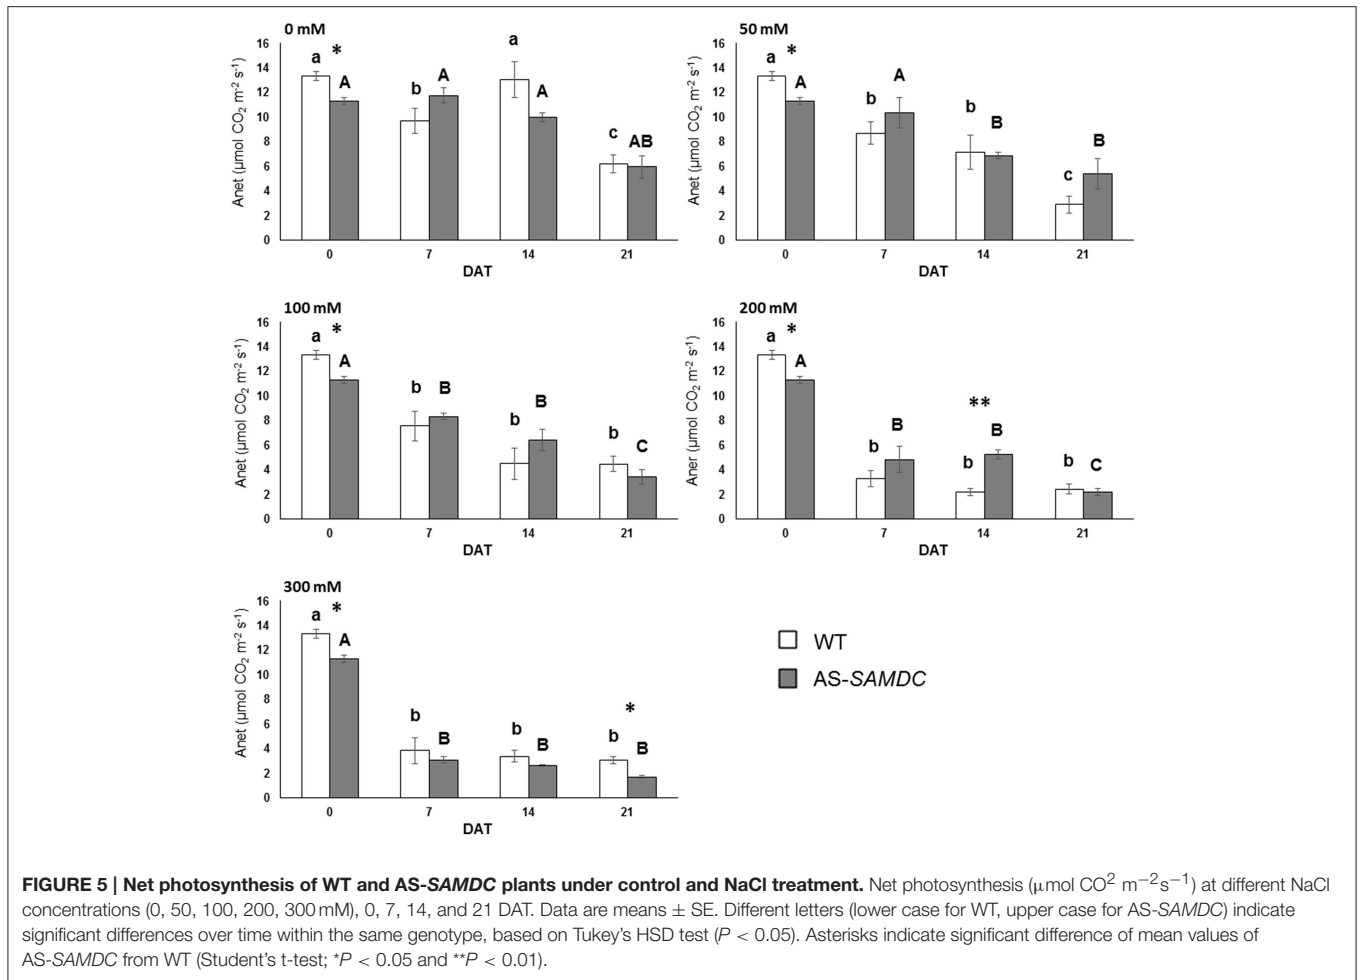 0 mM
16
14
12
10
8
6
4
2
0
Anet (µmol CO2 m-2 s-1)
a * A
b A
a A
c AB
0 7 14 21
DAT
50 mM
16
14
12
10
8
6
4
2
0
Anet (µmol CO2 m-2 s-1)
a * A
b A
b B
c B
0 7 14 21
DAT
100 mM
16
14
12
10
8
6
4
2
0
Anet (µmol CO2 m-2 s-1)
a * A
b B
b B
b C
0 7 14 21
DAT
200 mM
16
14
12
10
8
6
4
2
0
Aner (µmol CO2 m-2 s-1)
a * A
b B
** b B
b C
0 7 14 21
DAT
300 mM
16
14
12
10
8
6
4
2
0
Anet (µmol CO2 m-2 s-1)
a * A
b B
b B
* b B
0 7 14 21
DAT
WT
AS-SAMDC
FIGURE 5 | Net photosynthesis of WT and AS-SAMDC plants under control and NaCl treatment. Net photosynthesis (µmol CO2 m−2s−1) at different NaCl
concentrations (0, 50, 100, 200, 300 mM), 0, 7, 14, and 21 DAT. Data are means ± SE. Different letters (lower case for WT, upper case for AS-SAMDC) indicate
significant differences over time within the same genotype, based on Tukey's HSD test (P < 0.05). Asterisks indicate significant difference of mean values of
AS-SAMDC from WT (Student's t-test; *P < 0.05 and **P < 0.01).